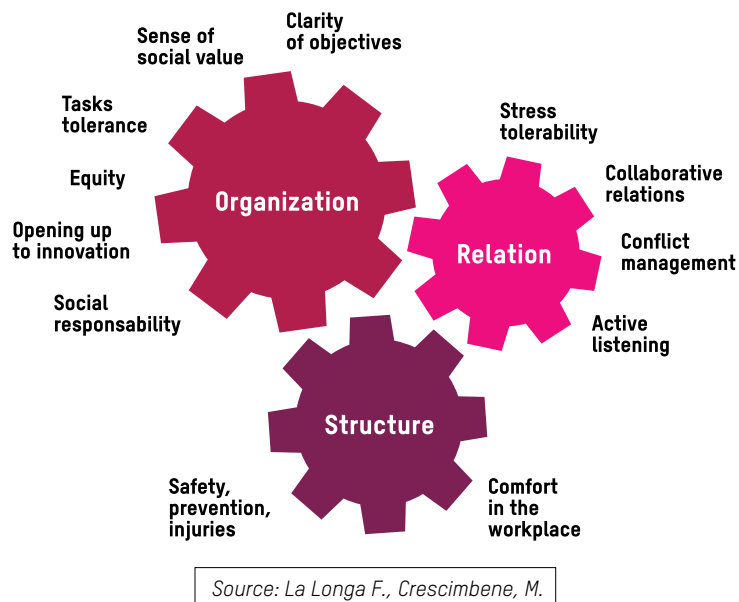 Clarity
of objectives
Sense of
social value
Tasks
tolerance
Equity
Opening up
to innovation
Social
responsability
Organization
Stress
tolerability
Collaborative
relations
Conflict
management
Active
listening
Relation
Structure
Safety,
prevention,
injuries
Comfort
in the
workplace
Source: La Longa F., Crescimbene, M.